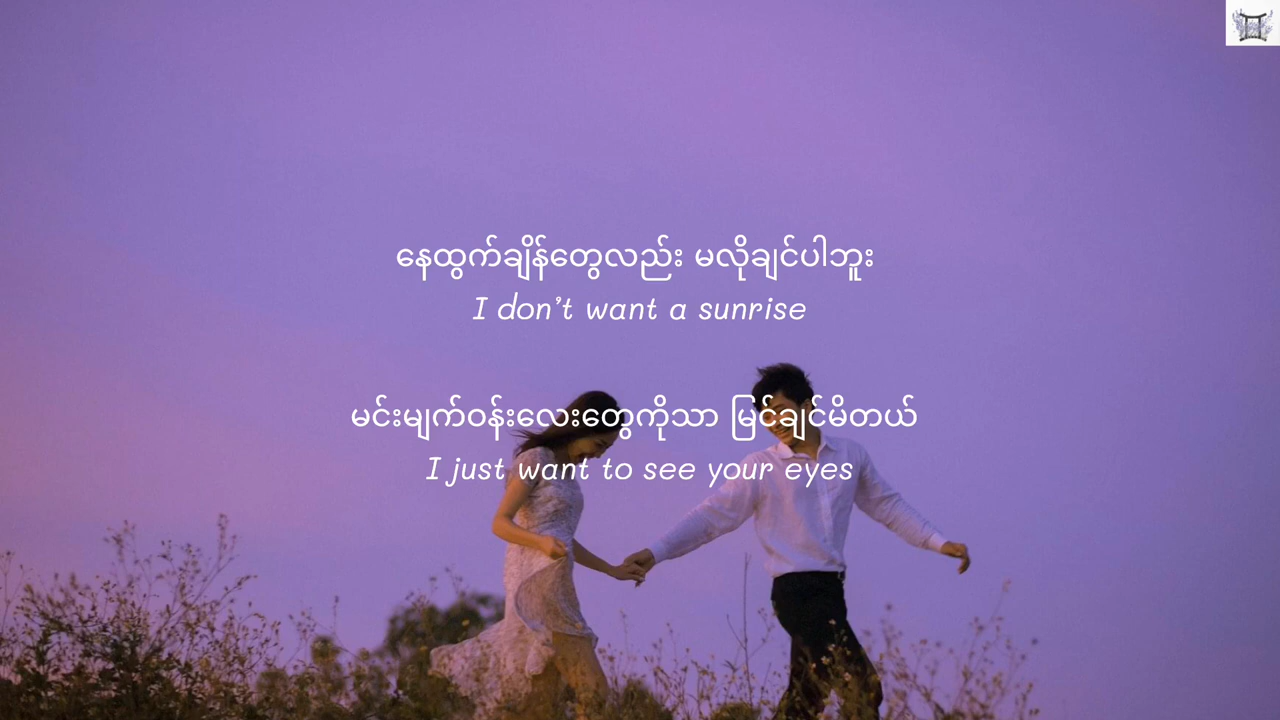 နေထွက်ချိန်တွေလည်း မလိုချင်ပါဘူး
I don't want a sunrise
မင်းမျက်ဝန်းလေးတွေကိုသာ မြင်ချင်မိတယ်
I just want to see your eyes